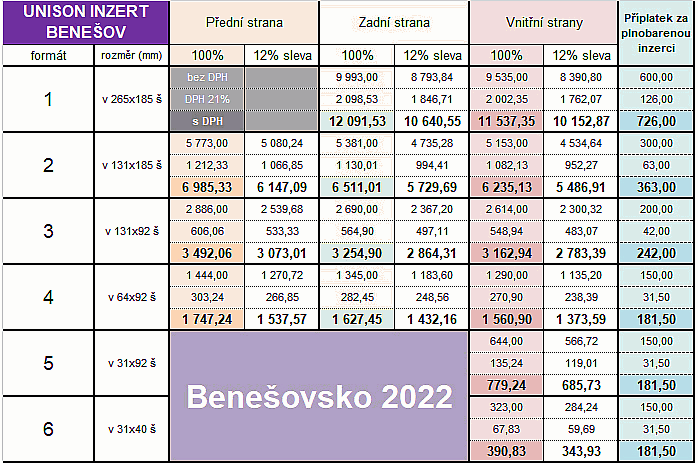 UNISON INZERT BENEŠOV Přední strana Zadní strana Vnitřní strany Příplatek za plnobarenou inzerci
formát rozměr (mm) 100% 12% sleva 100% 12% sleva 100% 12% sleva
bez DPH 9 993,00 8 793,84 9 535,00 8 390,80 600,00
1 v 265x185 š DPH 21% 2 098,53 1 846,71 2 002,35 1 762,07 126,00
s DPH 12 091,53 10 640,55 11 537,35 10 152,87 726,00
5 773,00 5 080,24 5 381,00 4 735,28 5 153,00 4 534,64 300,00
2 v 131x185 š 1 212,33 1 066,85 1 130,01 994,41 1 082,13 952,27 63,00
6 985,33 6 147,09 6 511,01 5 729,69 6 235,13 5 486,91 363,00
2 886,00 2 539,68 2 690,00 2 367,20 2 614,00 2 300,32 200,00
3 v 131x92 š 606,06 533,33 564,90 497,11 548,94 483,07 42,00
3 492,06 3 073,01 3 254,90 2 864,31 3 162,94 2 783,39 242,00
1 444,00 1 270,72 1 345,00 1 183,60 1 290,00 1 135,20 150,00
4 v 64x92 š 303,24 266,85 282,45 248,56 270,90 238,39 31,50
1 747,24 1 537,57 1 627,45 1 432,16 1 560,90 1 373,59 181,50
644,00 566,72 150,00
5 v 31x92 š 135,24 119,01 31,50
779,24 685,73 181,50
Benešovsko 2022
323,00 284,24 150,00
6 v 31x40 š 67,83 59,69 31,50
390,83 343,93 181,50